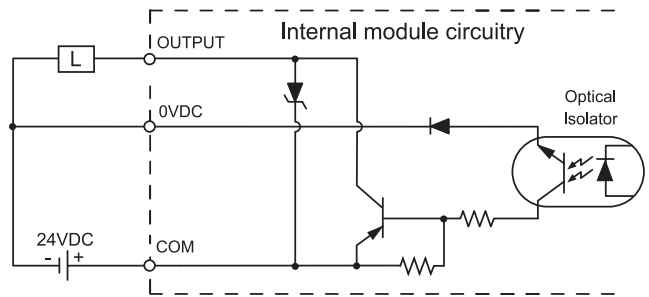 Internal module circuitry
OUTPUT
L
0VDC
Optical
Isolator
24VDC
- +
COM